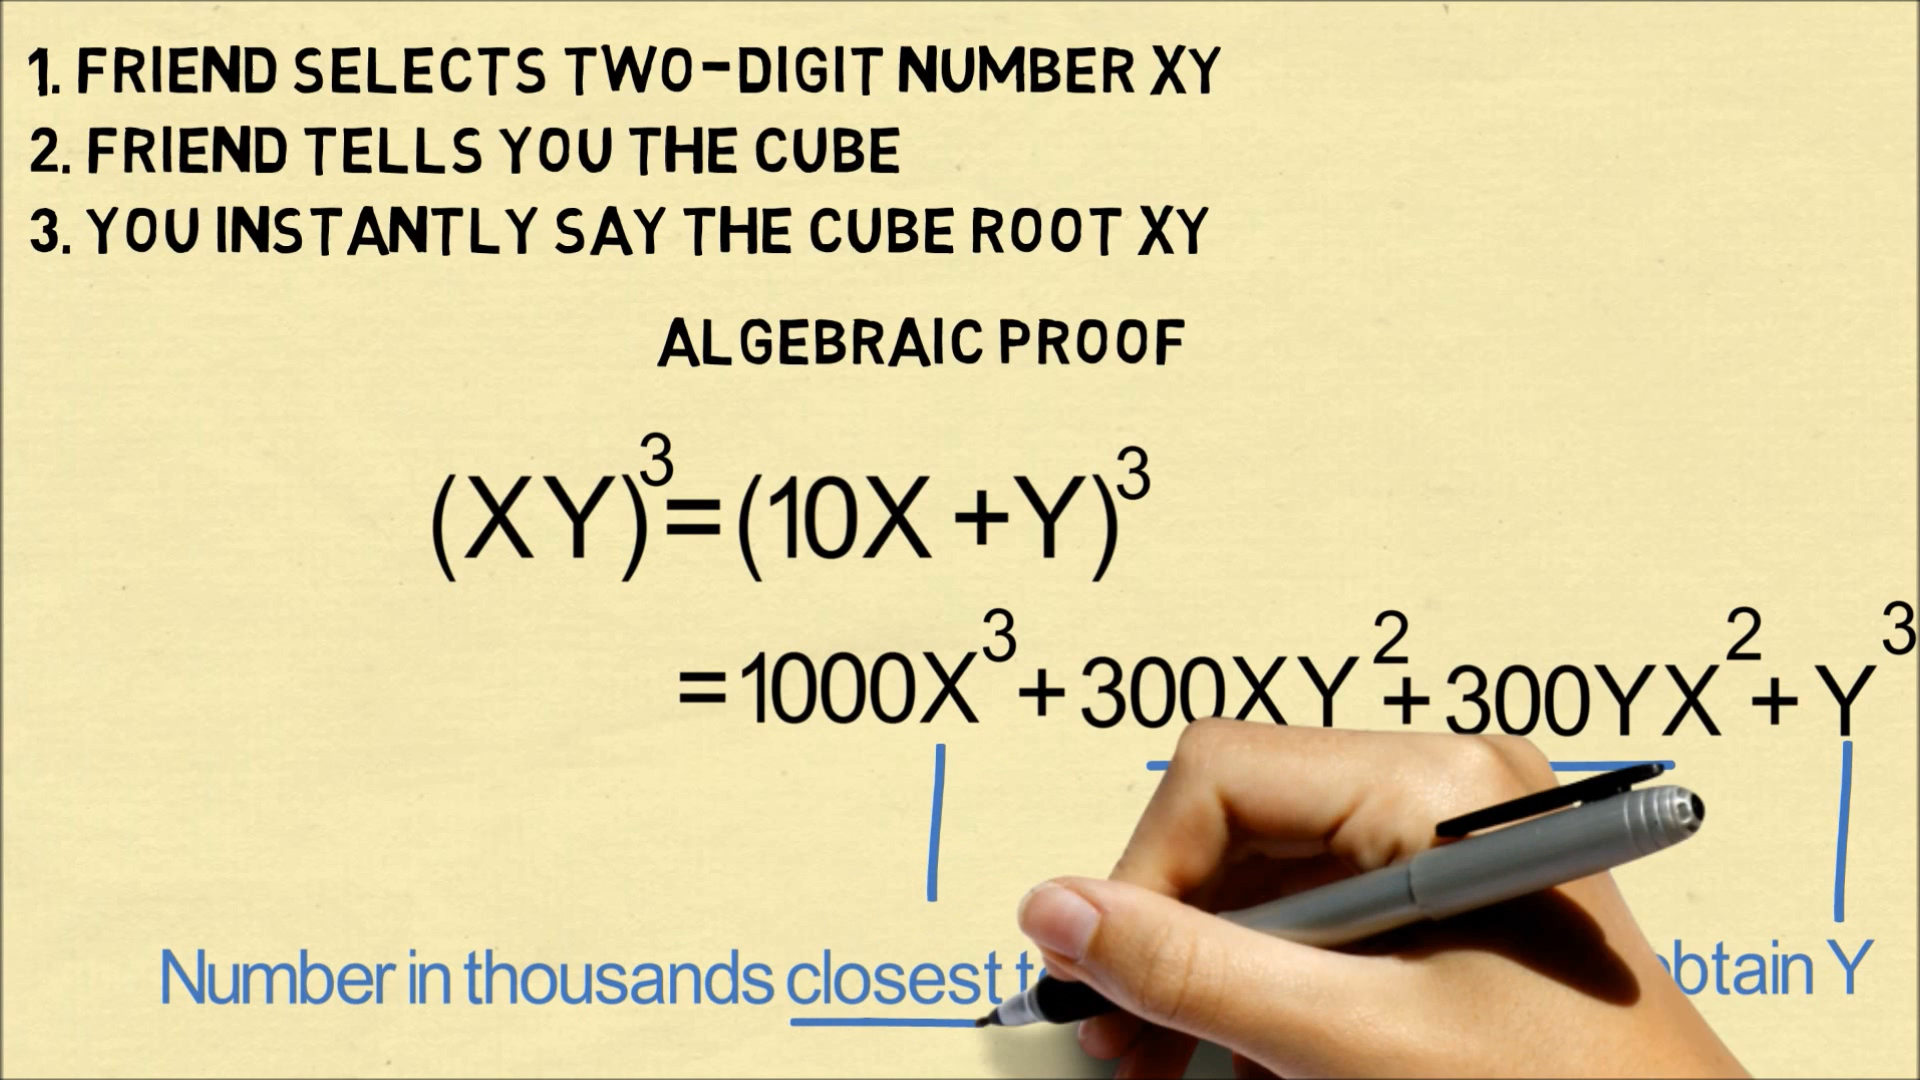 1. FRIEND SELECTS TWO-DIGIT NUMBER XY
2. FRIEND TELLS YOU THE CUBE
3. YOU INSTANTLY SAY THE CUBE ROOT XY
ALGEBRAIC PROOF
(XY)³=(10X+Y)³
=1000X³+300XY²+300YX²+Y³
Number in thousands closest Y